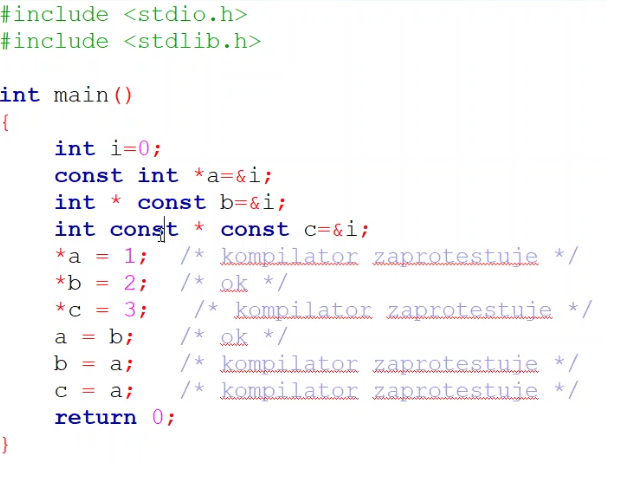 #include <stdio.h>
#include <stdlib.h>
int main()
{
int i=0;
const int *a=&i;
int * const b=&i;
int const * const c=&i;
*a = 1; /* kompilator zaprotestuje */
*b = 2; /* ok */
*c = 3; /* kompilator zaprotestuje */
a = b; /* ok */
b = a; /* kompilator zaprotestuje */
c = a; /* kompilator zaprotestuje */
return 0;
}